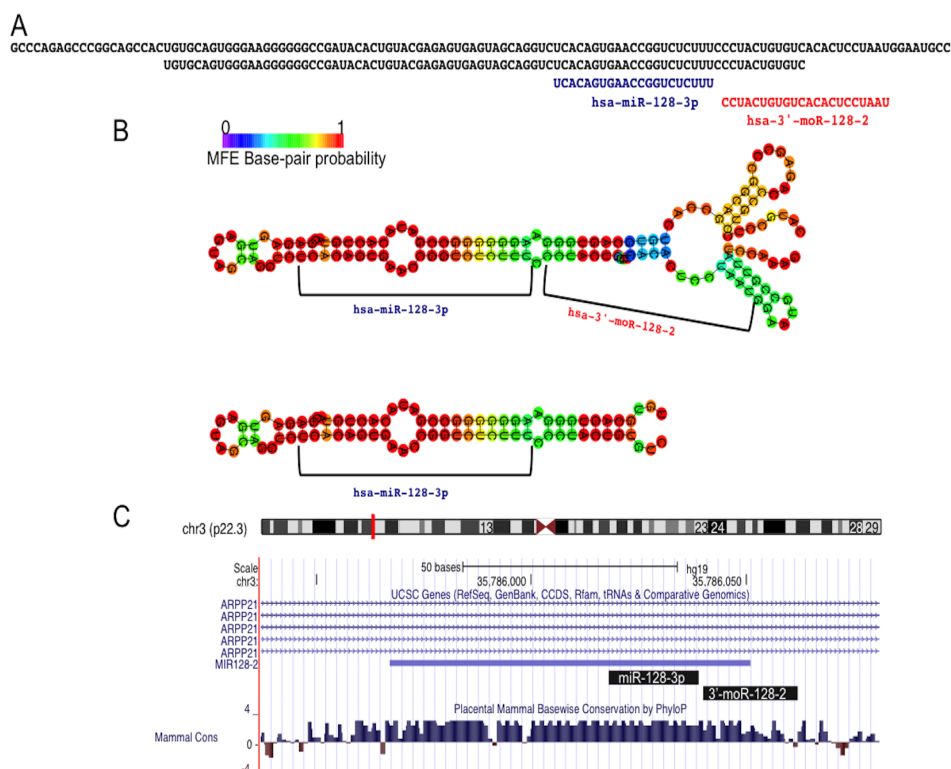 A
GCCCAGAGCCCGGCAGCCACUGUGCAGUGGGAAGGGGGGCCGAUACACUGUACGAGAGUGAGUAGCAGGUCUCACAGUGAACCGGUCUCUUUCCCUACUGUGUCACACUCCUAAUGGAAUGCC
UGUGCAGUGGGAAGGGGGGCCGAUACACUGUACGAGAGUGAGUAGCAGGUCUCACAGUGAACCGGUCUCUUUCCCUACUGUGUC
UCACAGUGAACCGGUCUCUUU
hsa-miR-128-3p
CCUACUGUGUCACACUCCUAAU
hsa-3'-moR-128-2
B
0 1
MFE Base-pair probability
hsa-miR-128-3p
hsa-3'-moR-128-2
hsa-miR-128-3p
C
chr3 (p22.3) 13 23 24 28 29
Scale 50 bases hg19
chr3: 35,786,000 35,786,050
UCSC Genes (RefSeq, GenBank, CCDS, Rfam, tRNAs & Comparative Genomics)
ARPP21
ARPP21
ARPP21
ARPP21
ARPP21
MIR128-2
miR-128-3p
3'-moR-128-2
Placental Mammal Basewise Conservation by PhyloP
4
Mammal Cons
0
-4